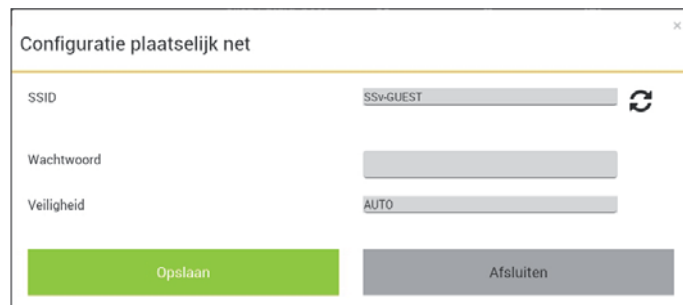 Configuratie plaatselijk net
×
SSID
SSv-GUEST
Wachtwoord
Veiligheid
AUTO
Opslaan
Afsluiten